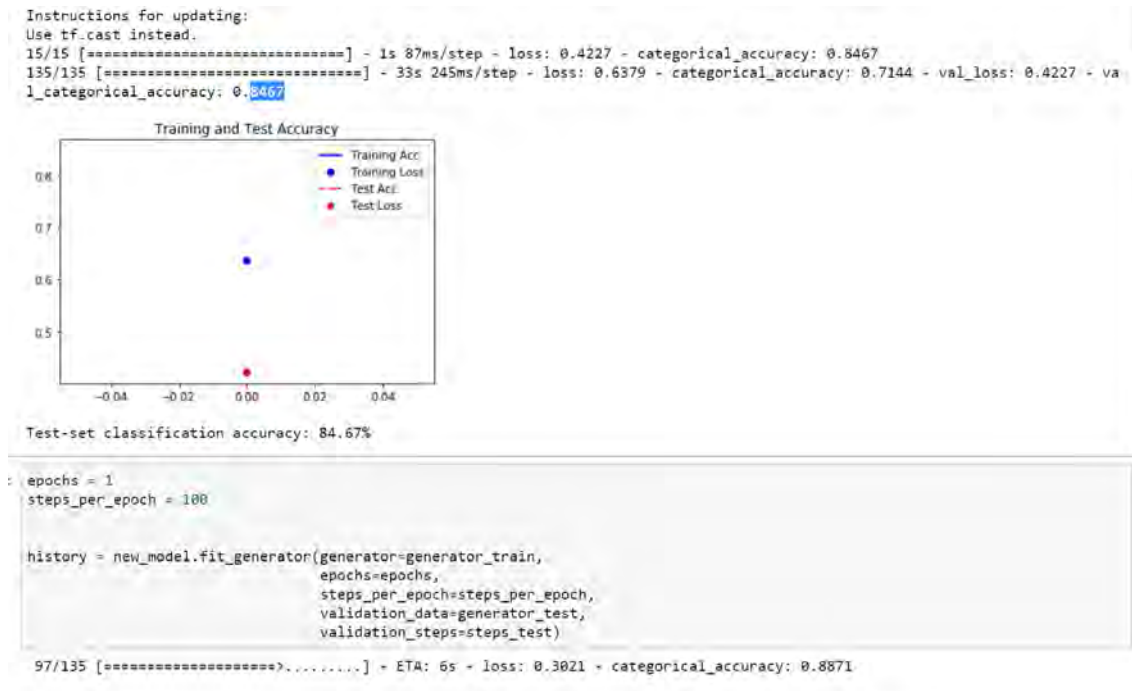 Instructions for updating:
Use tf.cast instead.
15/15 [==============================] - 1s 87ms/step - loss: 0.4227 - categorical_accuracy: 0.8467
135/135 [==============================] - 33s 245ms/step - loss: 0.6379 - categorical_accuracy: 0.7144 - val_loss: 0.4227 - va
l_categorical_accuracy: 0.8467
Training and Test Accuracy
Training Acc
Training Loss
Test Acc
Test Loss
0.8
0.7
0.6
0.5
−0.04 −0.02 0.00 0.02 0.04
Test-set classification accuracy: 84.67%
epochs = 1
steps_per_epoch = 100
history = new_model.fit_generator(generator=generator_train,
epochs=epochs,
steps_per_epoch=steps_per_epoch,
validation_data=generator_test,
validation_steps=steps_test)
97/135 [=====================>.........] - ETA: 6s - loss: 0.3021 - categorical_accuracy: 0.8871